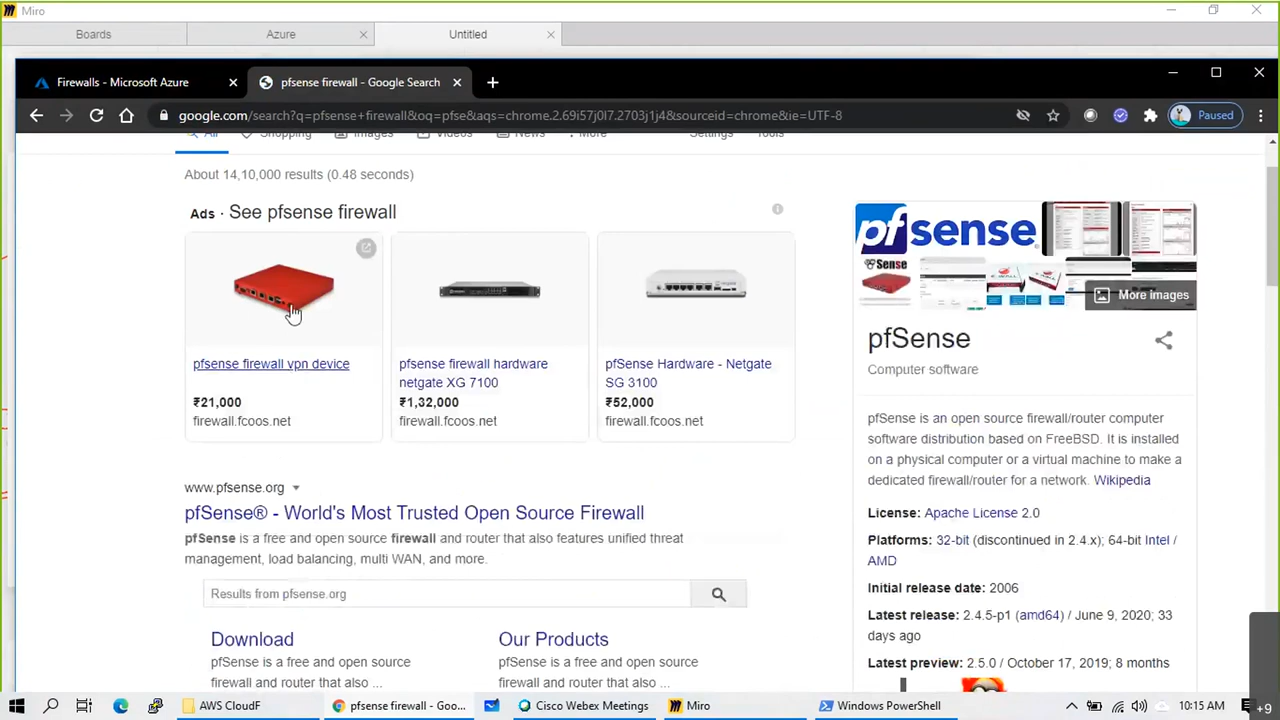 Miro
Boards
Azure
Untitled
Firewalls - Microsoft Azure
pfsense firewall - Google Search
google.com/search?q=pfsense+firewall&oq=pfse&aqs=chrome.2.69i57j0l7.2703j1j4&sourceid=chrome&ie=UTF-8
Paused
All
Shopping
Images
Videos
News
More
Settings
Tools
About 14,10,000 results (0.48 seconds)
Ads · See pfsense firewall
pfsense firewall vpn device
₹21,000
firewall.fcoos.net
pfsense firewall hardware
netgate XG 7100
₹1,32,000
firewall.fcoos.net
pfSense Hardware - Netgate
SG 3100
₹52,000
firewall.fcoos.net
www.pfsense.org
pfSense® - World's Most Trusted Open Source Firewall
pfSense is a free and open source firewall and router that also features unified threat
management, load balancing, multi WAN, and more.
Results from pfsense.org
Download
pfSense is a free and open source
firewall and router that also ...
Our Products
pfSense is a free and open source
firewall and router that also ...
pfsense
Sense
More images
pfSense
Computer software
pfSense is an open source firewall/router computer
software distribution based on FreeBSD. It is installed
on a physical computer or a virtual machine to make a
dedicated firewall/router for a network. Wikipedia
License: Apache License 2.0
Platforms: 32-bit (discontinued in 2.4.x); 64-bit Intel /
AMD
Initial release date: 2006
Latest release: 2.4.5-p1 (amd64) / June 9, 2020; 33
days ago
Latest preview: 2.5.0 / October 17, 2019; 8 months
AWS CloudF
pfsense firewall - Goo...
Cisco Webex Meetings
Miro
Windows PowerShell
10:15 AM
+9